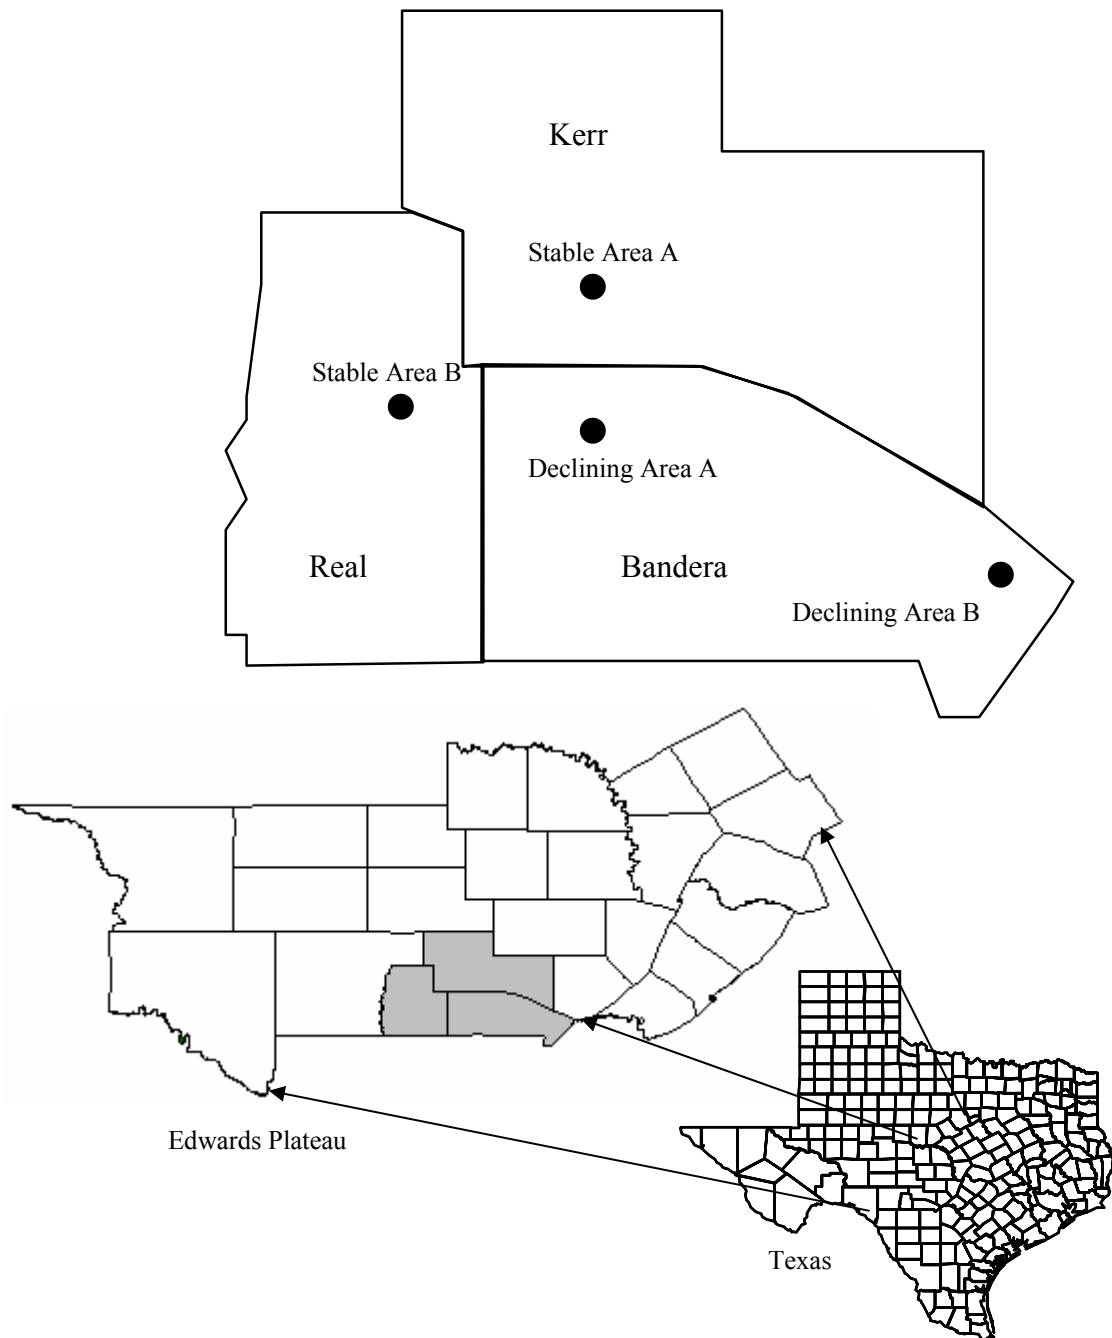 Kerr
Stable Area A
Stable Area B
Declining Area A
Real
Bandera
Declining Area B
Edwards Plateau
Texas